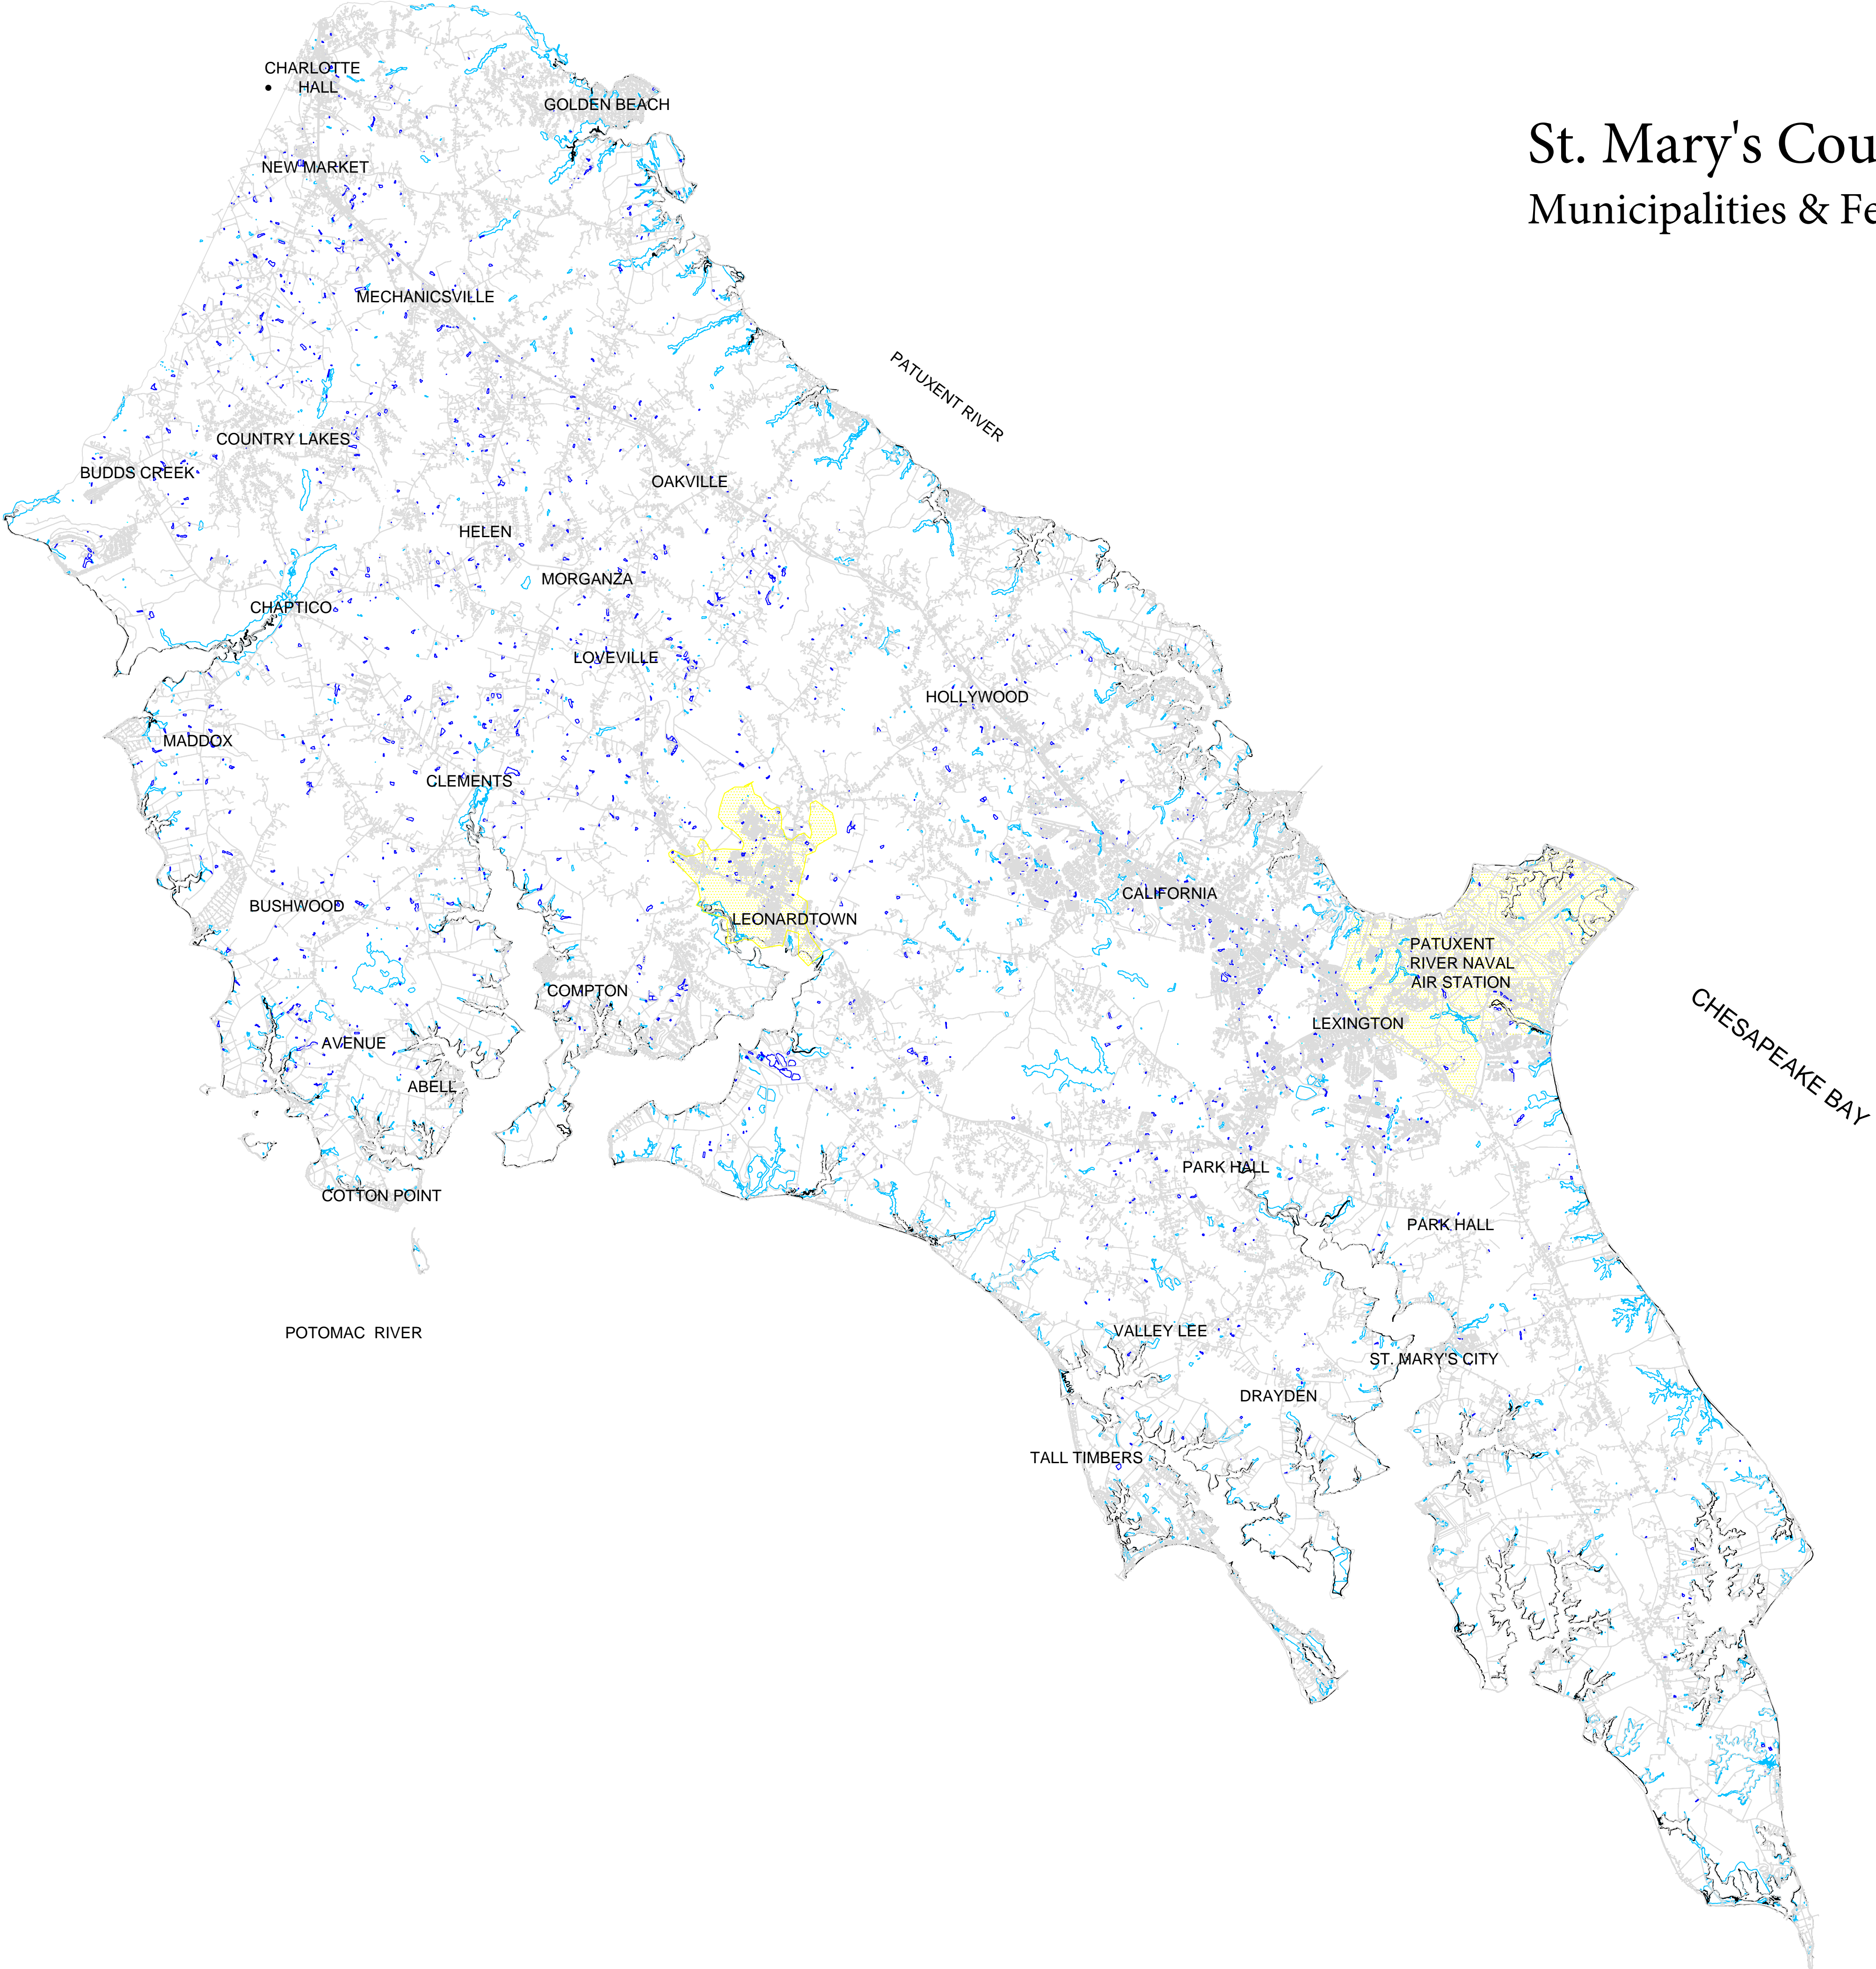 St. Mary's Cou
Municipalities & Fe
CHARLOTTE
HALL
GOLDEN BEACH
NEW MARKET
MECHANICSVILLE
PATUXENT RIVER
COUNTRY LAKES
BUDDS CREEK
OAKVILLE
HELEN
MORGANZA
CHAPTICO
LOVEVILLE
HOLLYWOOD
MADDOX
CLEMENTS
CALIFORNIA
BUSHWOOD
LEONARDTOWN
PATUXENT
RIVER NAVAL
AIR STATION
COMPTON
CHESAPEAKE BAY
LEXINGTON
AVENUE
ABELL
PARK HALL
COTTON POINT
PARK HALL
POTOMAC RIVER
VALLEY LEE
ST. MARY'S CITY
DRAYDEN
TALL TIMBERS